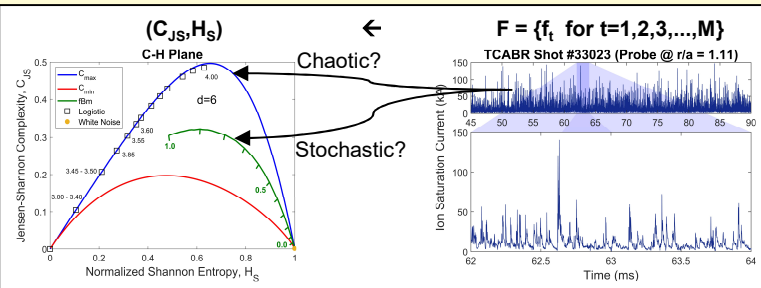 (C_JS,H_S) ← F = {f_t for t=1,2,3,...,M}
C-H Plane
TCABR Shot #33023 (Probe @ r/a = 1.11)
Jensen-Shannon Complexity, C_JS
0.5
0.4
0.3
0.2
0.1
0
C_max
C_min
fBm
Logistic
White Noise
4.00
d=6
3.60
3.55
3.86
3.45 - 3.50
3.00 - 3.40
1.0
0.5
0.0
0 0.2 0.4 0.6 0.8 1
Normalized Shannon Entropy, H_S
Chaotic?
Stochastic?
Ion Saturation Current (kA)
150
100
50
0
45 50 55 60 65 70 75 80 85 90
150
100
50
0
62 62.5 63 63.5 64
Time (ms)